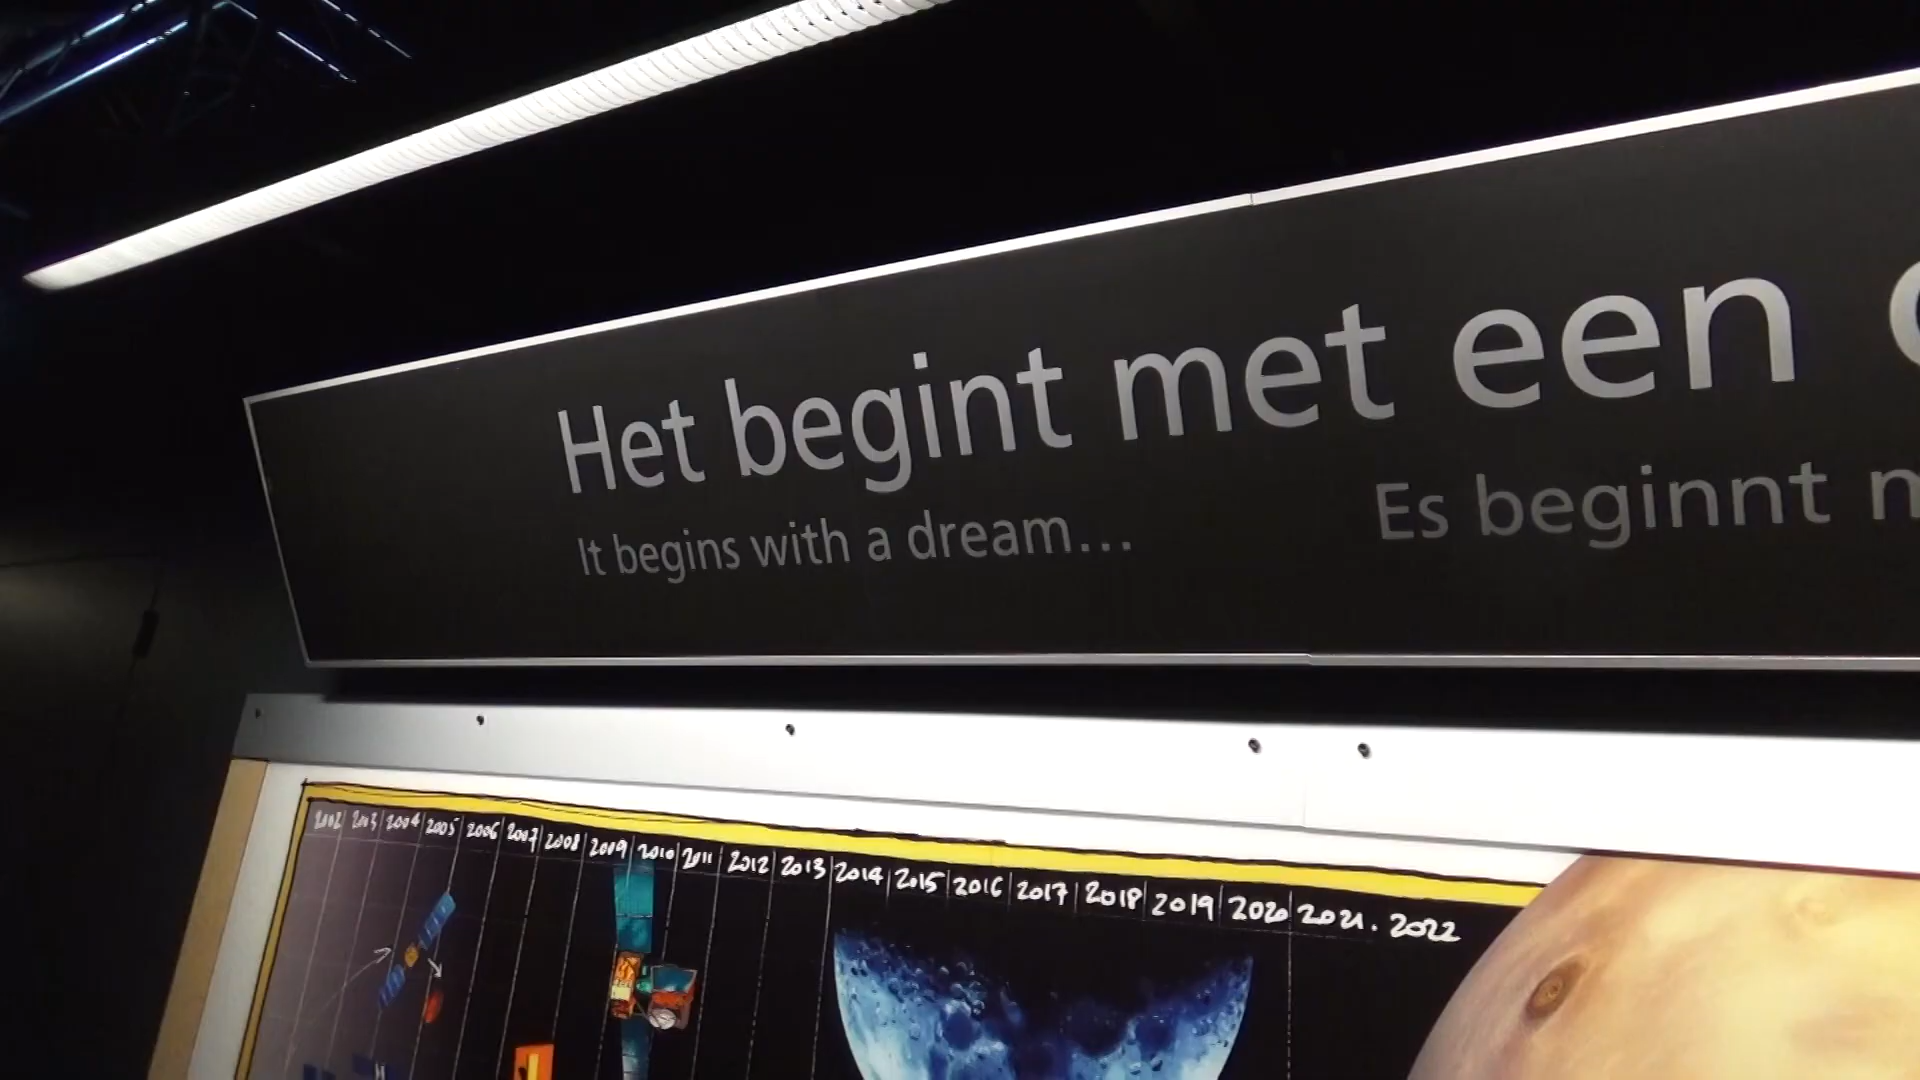 Het begint met een
It begins with a dream...
Es beginnt
2002 2003 2004 2005 2006 2007 2008 2009 2010 2011 2012 2013 2014 2015 2016 2017 2018 2019 2020 2021. 2022